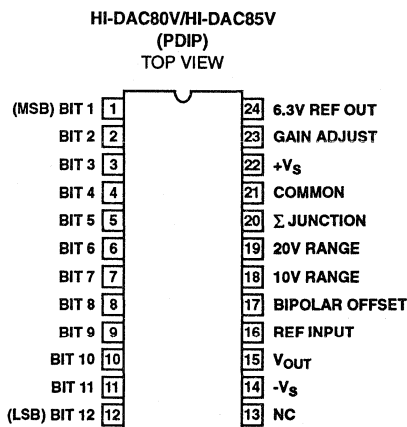 HI-DAC80V/HI-DAC85V
(PDIP)
TOP VIEW
(MSB) BIT 1 1 24 6.3V REF OUT
BIT 2 2 23 GAIN ADJUST
BIT 3 3 22 +VS
BIT 4 4 21 COMMON
BIT 5 5 20 Σ JUNCTION
BIT 6 6 19 20V RANGE
BIT 7 7 18 10V RANGE
BIT 8 8 17 BIPOLAR OFFSET
BIT 9 9 16 REF INPUT
BIT 10 10 15 VOUT
BIT 11 11 14 -VS
(LSB) BIT 12 12 13 NC